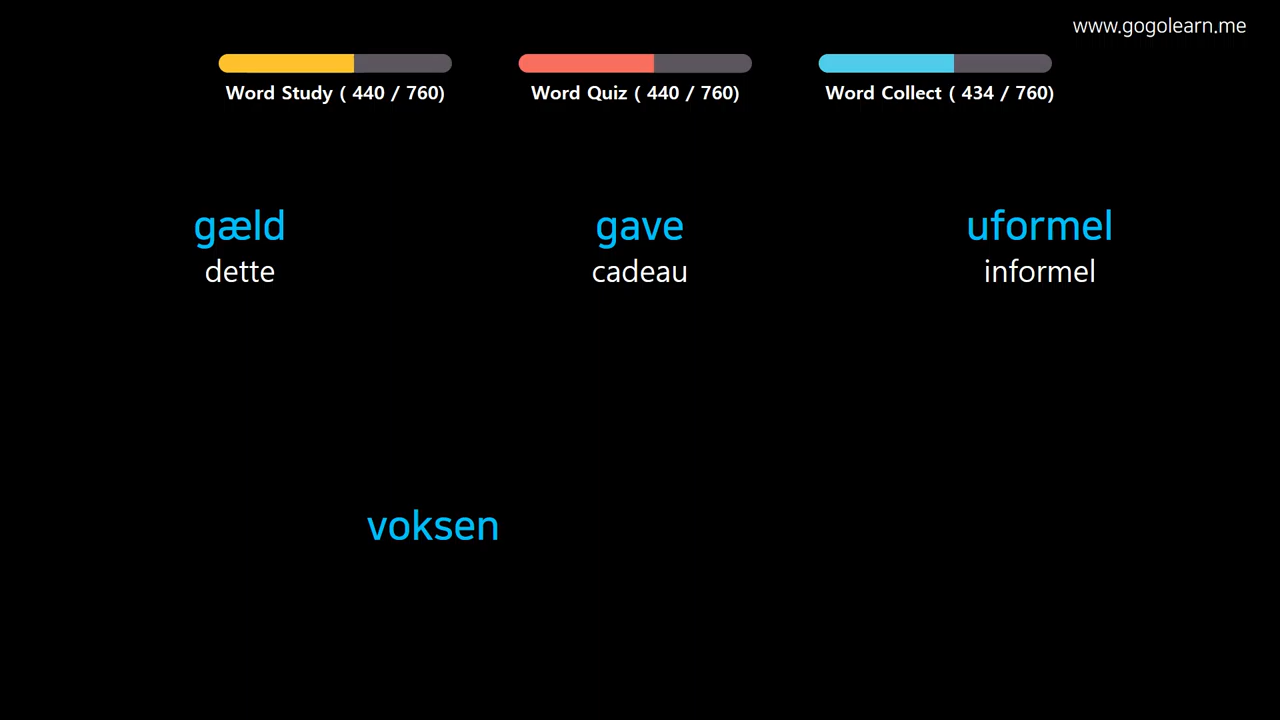 www.gogolearn.me
Word Study ( 440 / 760)
Word Quiz ( 440 / 760)
Word Collect ( 434 / 760)
gæld
dette
gave
cadeau
uformel
informel
voksen